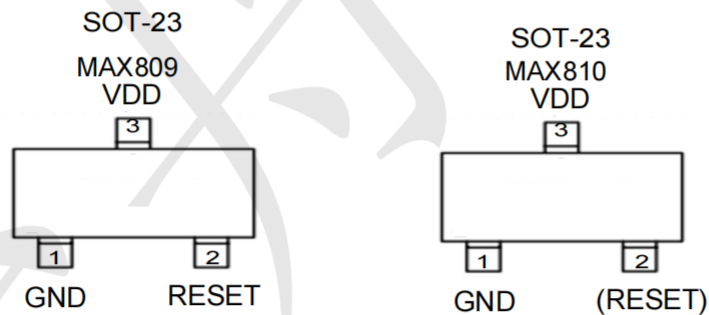 SOT-23
MAX809
VDD
3
1
2
GND
RESET
SOT-23
MAX810
VDD
3
1
2
GND
(RESET)